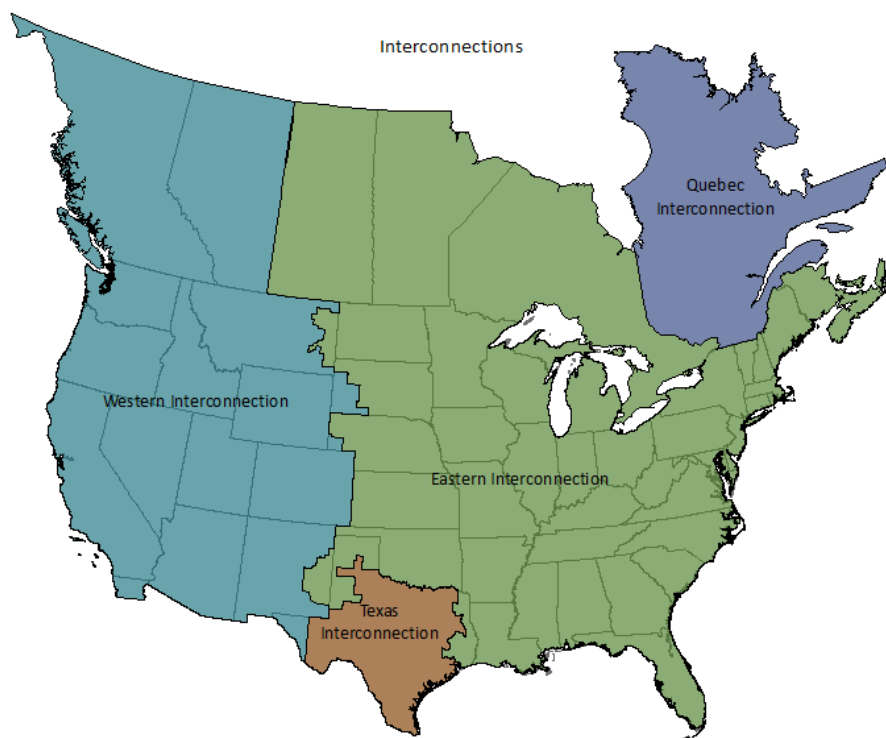 Interconnections
Quebec
Interconnection
Western Interconnection
Eastern Interconnection
Texas
Interconnection